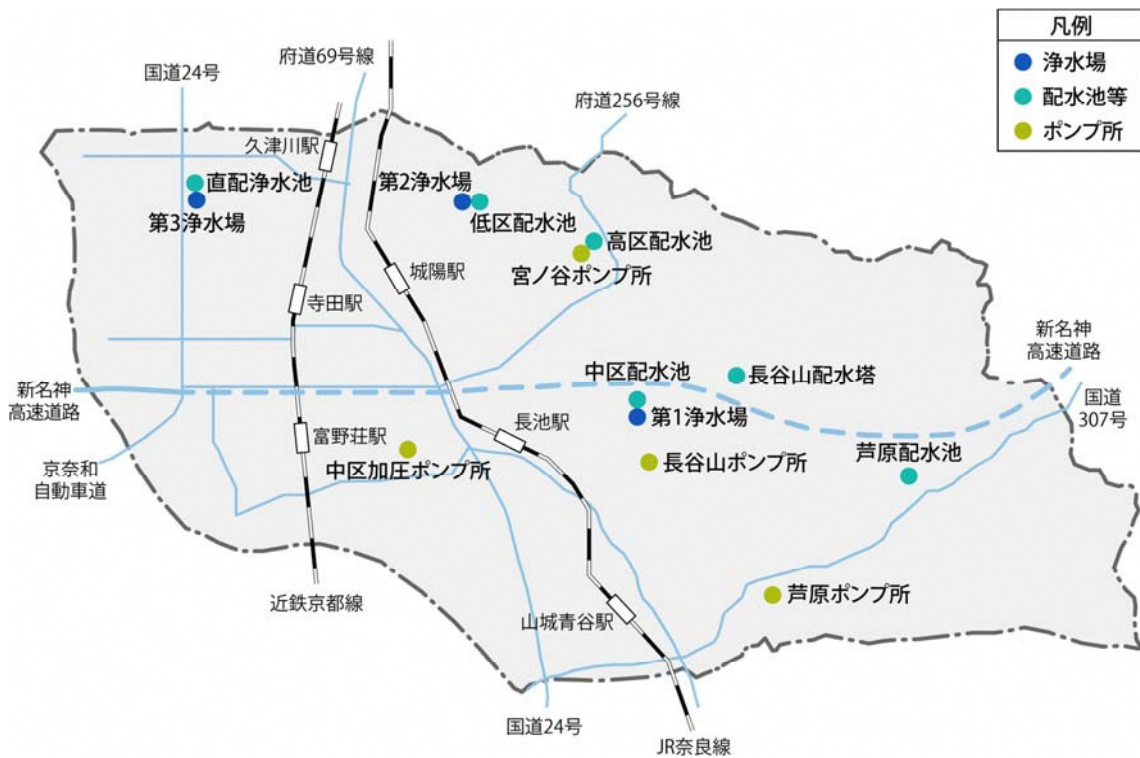 凡例
浄水場
配水池等
ポンプ所
国道24号
府道69号線
府道256号線
久津川駅
直配浄水池
第3浄水場
第2浄水場
低区配水池
高区配水池
宮ノ谷ポンプ所
城陽駅
寺田駅
新名神
高速道路
国道
307号
中区配水池
長谷山配水塔
新名神
高速道路
第1浄水場
長池駅
富野荘駅
中区加圧ポンプ所
長谷山ポンプ所
芦原配水池
京奈和
自動車道
近鉄京都線
山城青谷駅
芦原ポンプ所
国道24号
JR奈良線